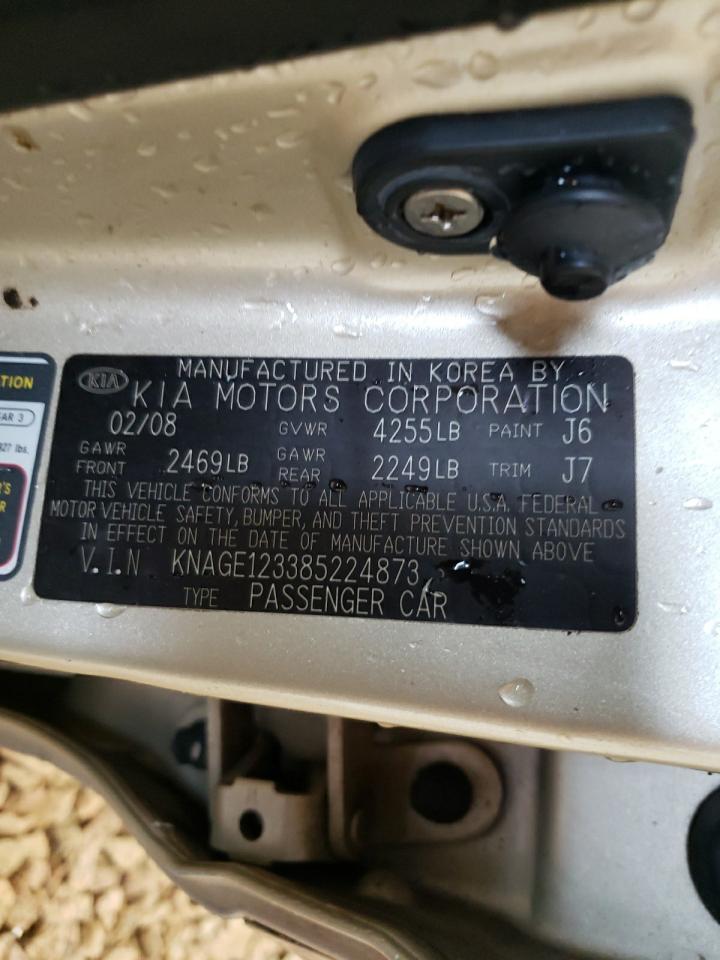 MANUFACTURED IN KOREA BY
KIA KIA MOTORS CORPORATION
02/08 GVWR 4255LB PAINT J6
GAWR FRONT 2469LB GAWR REAR 2249LB TRIM J7
THIS VEHICLE CONFORMS TO ALL APPLICABLE U.S.A. FEDERAL
MOTOR VEHICLE SAFETY, BUMPER, AND THEFT PREVENTION STANDARDS
IN EFFECT ON THE DATE OF MANUFACTURE SHOWN ABOVE
V.I.N KNAGE123385224873
TYPE PASSENGER CAR
lbs.